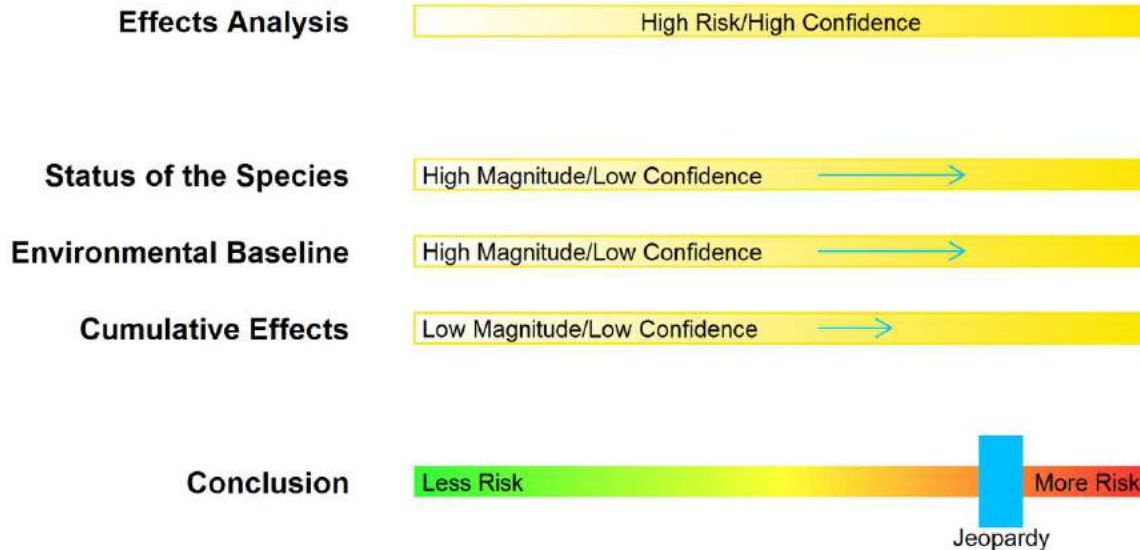 Effects Analysis High Risk/High Confidence
Status of the Species High Magnitude/Low Confidence
Environmental Baseline High Magnitude/Low Confidence
Cumulative Effects Low Magnitude/Low Confidence
Conclusion Less Risk More Risk
Jeopardy